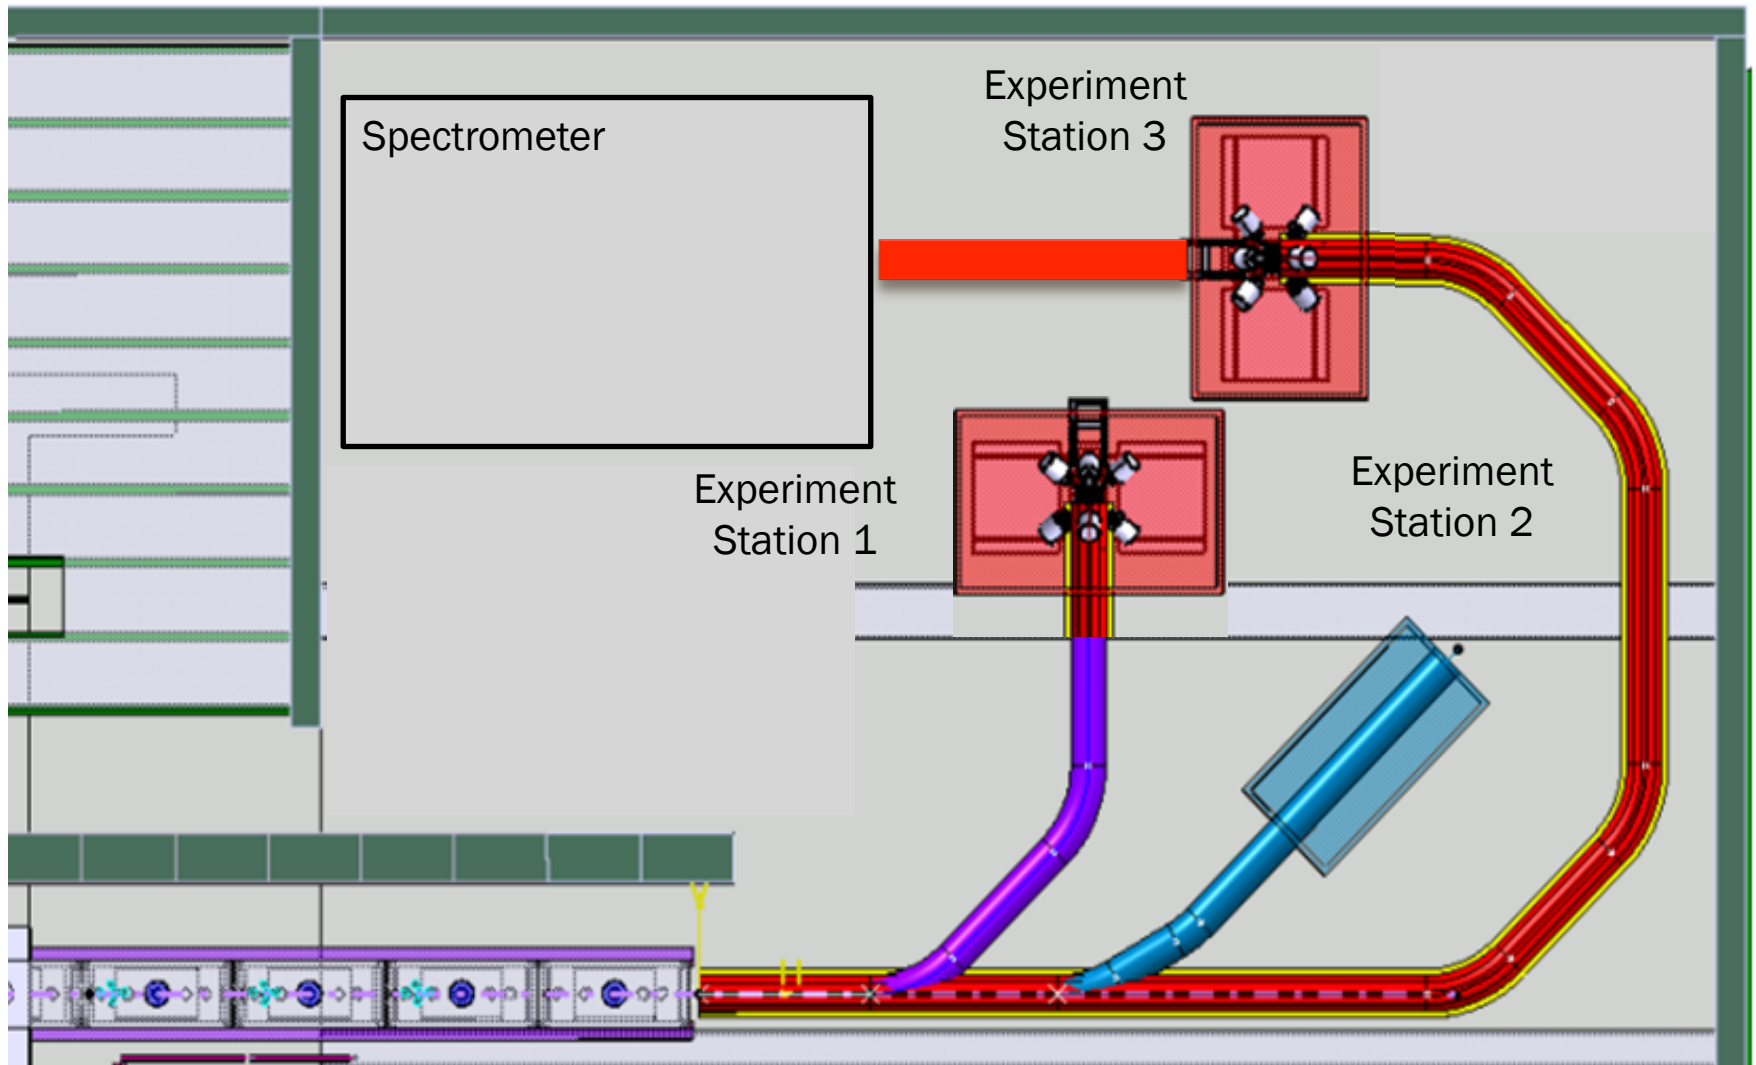 Experiment
Station 3
Spectrometer
Experiment
Station 2
Experiment
Station 1